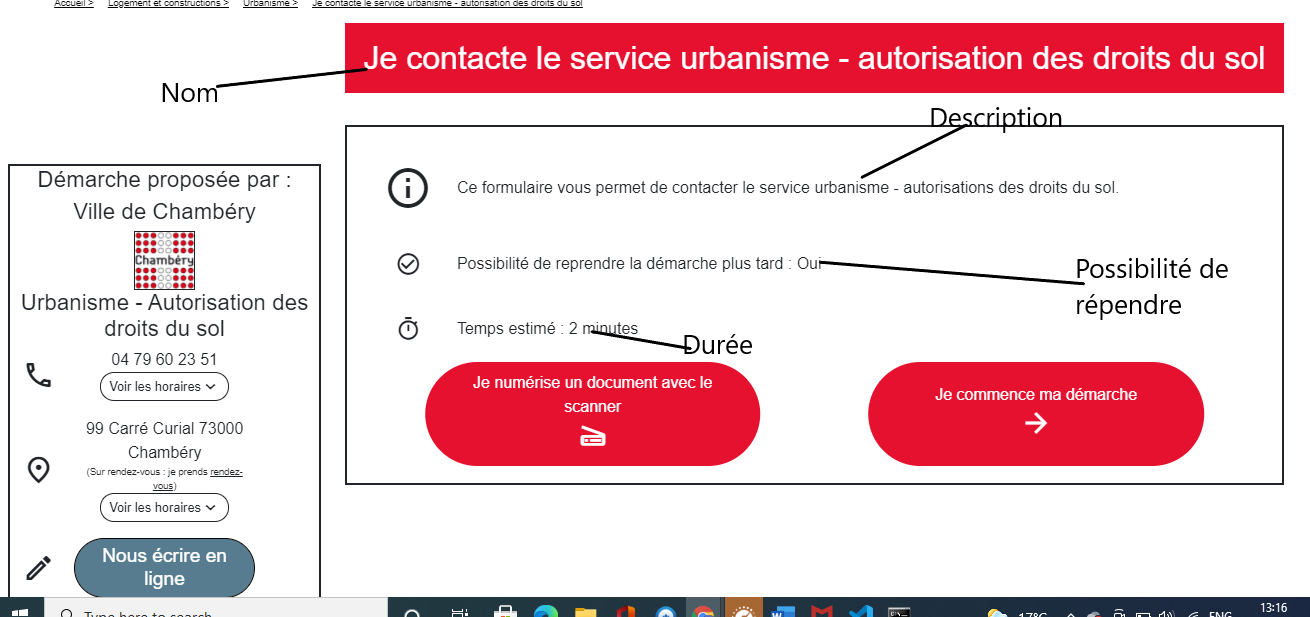 Accueil > Logement et constructions > Urbanisme > Je contacte le service urbanisme - autorisation des droits du sol
Je contacte le service urbanisme - autorisation des droits du sol
Nom
Description
Démarche proposée par :
Ville de Chambéry
Chambéry
Urbanisme - Autorisation des
droits du sol
04 79 60 23 51
Voir les horaires
99 Carré Curial 73000
Chambéry
(Sur rendez-vous : je prends rendez-
vous)
Voir les horaires
Nous écrire en
ligne
Ce formulaire vous permet de contacter le service urbanisme - autorisations des droits du sol.
Possibilité de reprendre la démarche plus tard : Oui
Possibilité de
répendre
Temps estimé : 2 minutes
Durée
Je numérise un document avec le
scanner
Je commence ma démarche
Type here to search
17°C
ENG
13:16